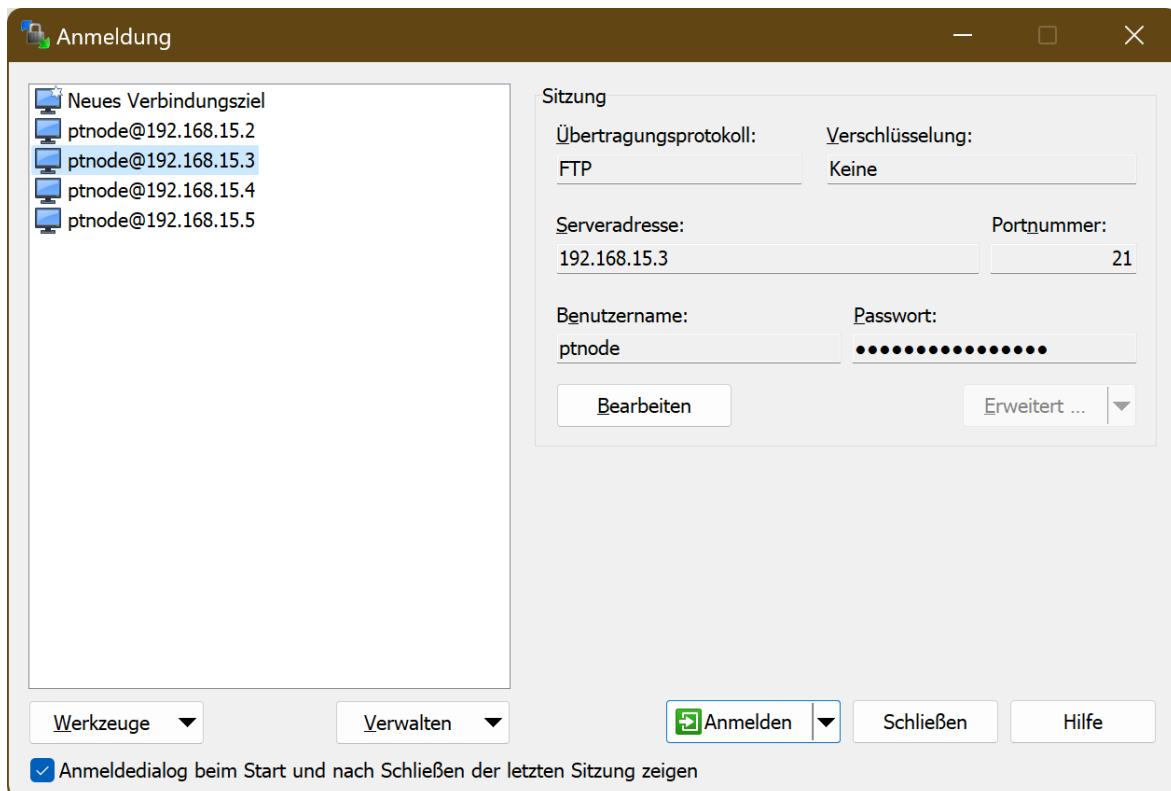 Anmeldung
Neues Verbindungsziel
ptnode@192.168.15.2
ptnode@192.168.15.3
ptnode@192.168.15.4
ptnode@192.168.15.5
Sitzung
Übertragungsprotokoll: Verschlüsselung:
FTP Keine
Serveradresse: Portnummer:
192.168.15.3 21
Benutzername: Passwort:
ptnode ●●●●●●●●●●●●●●●●
Bearbeiten Erweitert ...
Werkzeuge Verwalten Anmelden Schließen Hilfe
Anmeldedialog beim Start und nach Schließen der letzten Sitzung zeigen